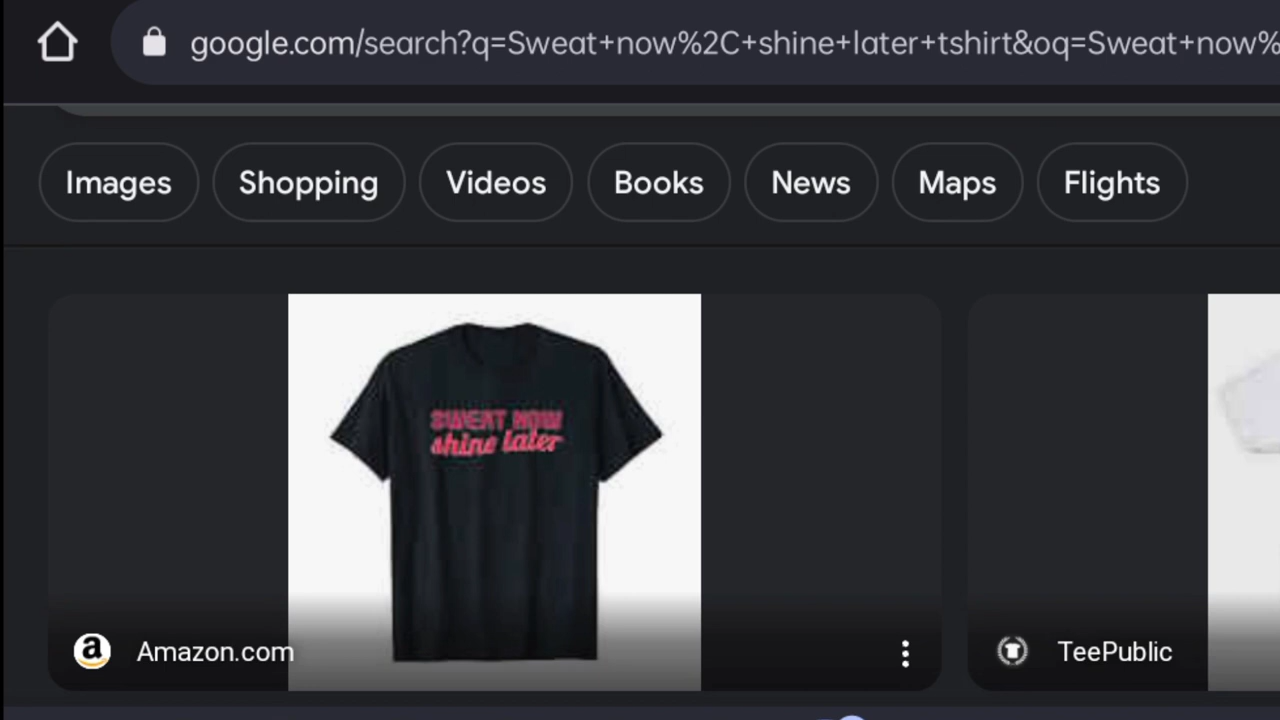 google.com/search?q=Sweat+now%2C+shine+later+tshirt&oq=Sweat+now%
Images Shopping Videos Books News Maps Flights
SWEAT NOW
shine later
a Amazon.com
TeePublic